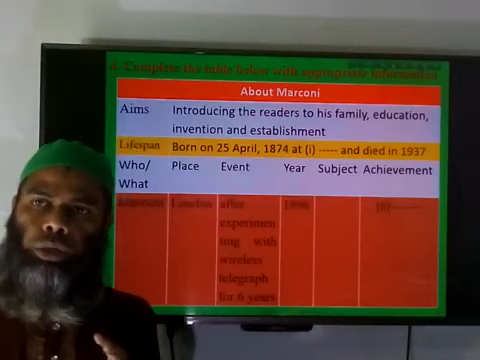 4. Complete the table below with appropriate information
About Marconi
Aims Introducing the readers to his family, education,
invention and establishment
Lifespan Born on 25 April, 1874 at (i) ----- and died in 1937
Who/ Place Event Year Subject Achievement
What
Marconi London after 1896 (ii)-------
experimen
ting with
wireless
telegraph
for 6 years